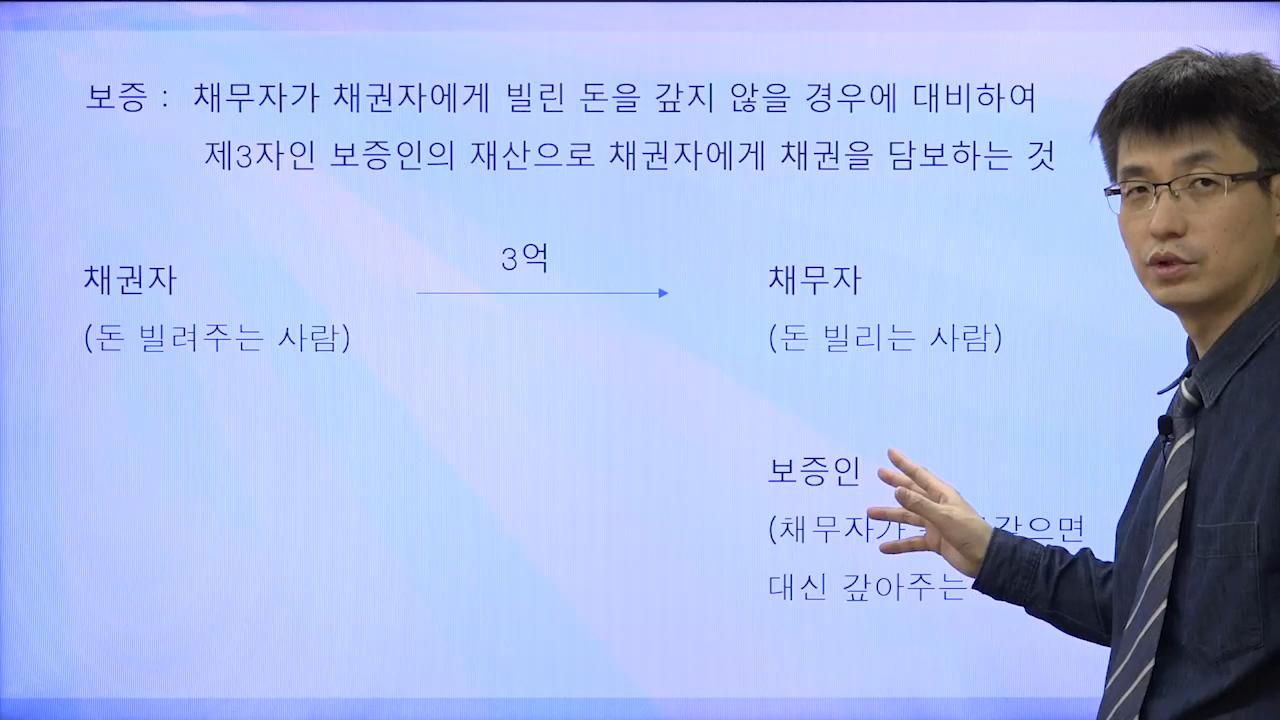 보증 : 채무자가 채권자에게 빌린 돈을 갚지 않을 경우에 대비하여
제3자인 보증인의 재산으로 채권자에게 채권을 담보하는 것
3억
채권자
채무자
(돈 빌려주는 사람)
(돈 빌리는 사람)
보증인
(채무자가 갚으면
대신 갚아주는